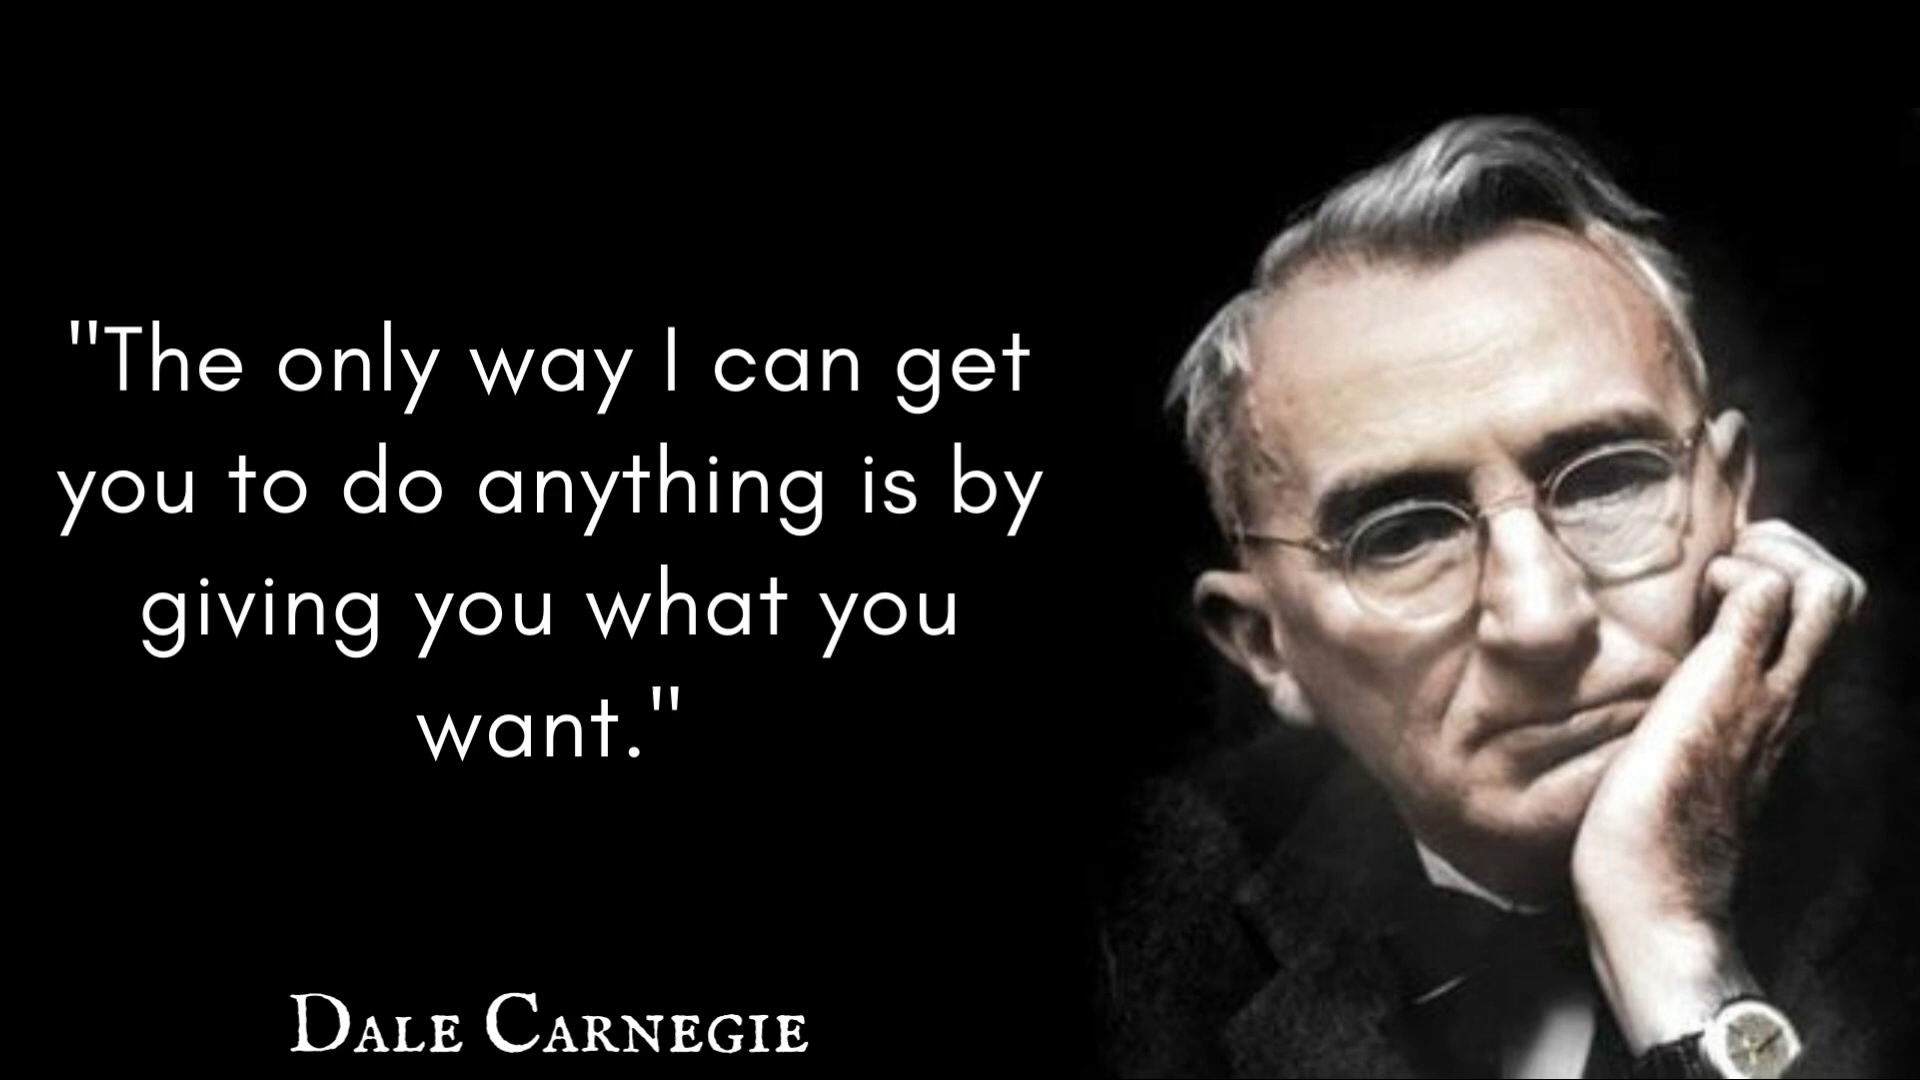 "The only way I can get
you to do anything is by
giving you what you
want."
Dale Carnegie